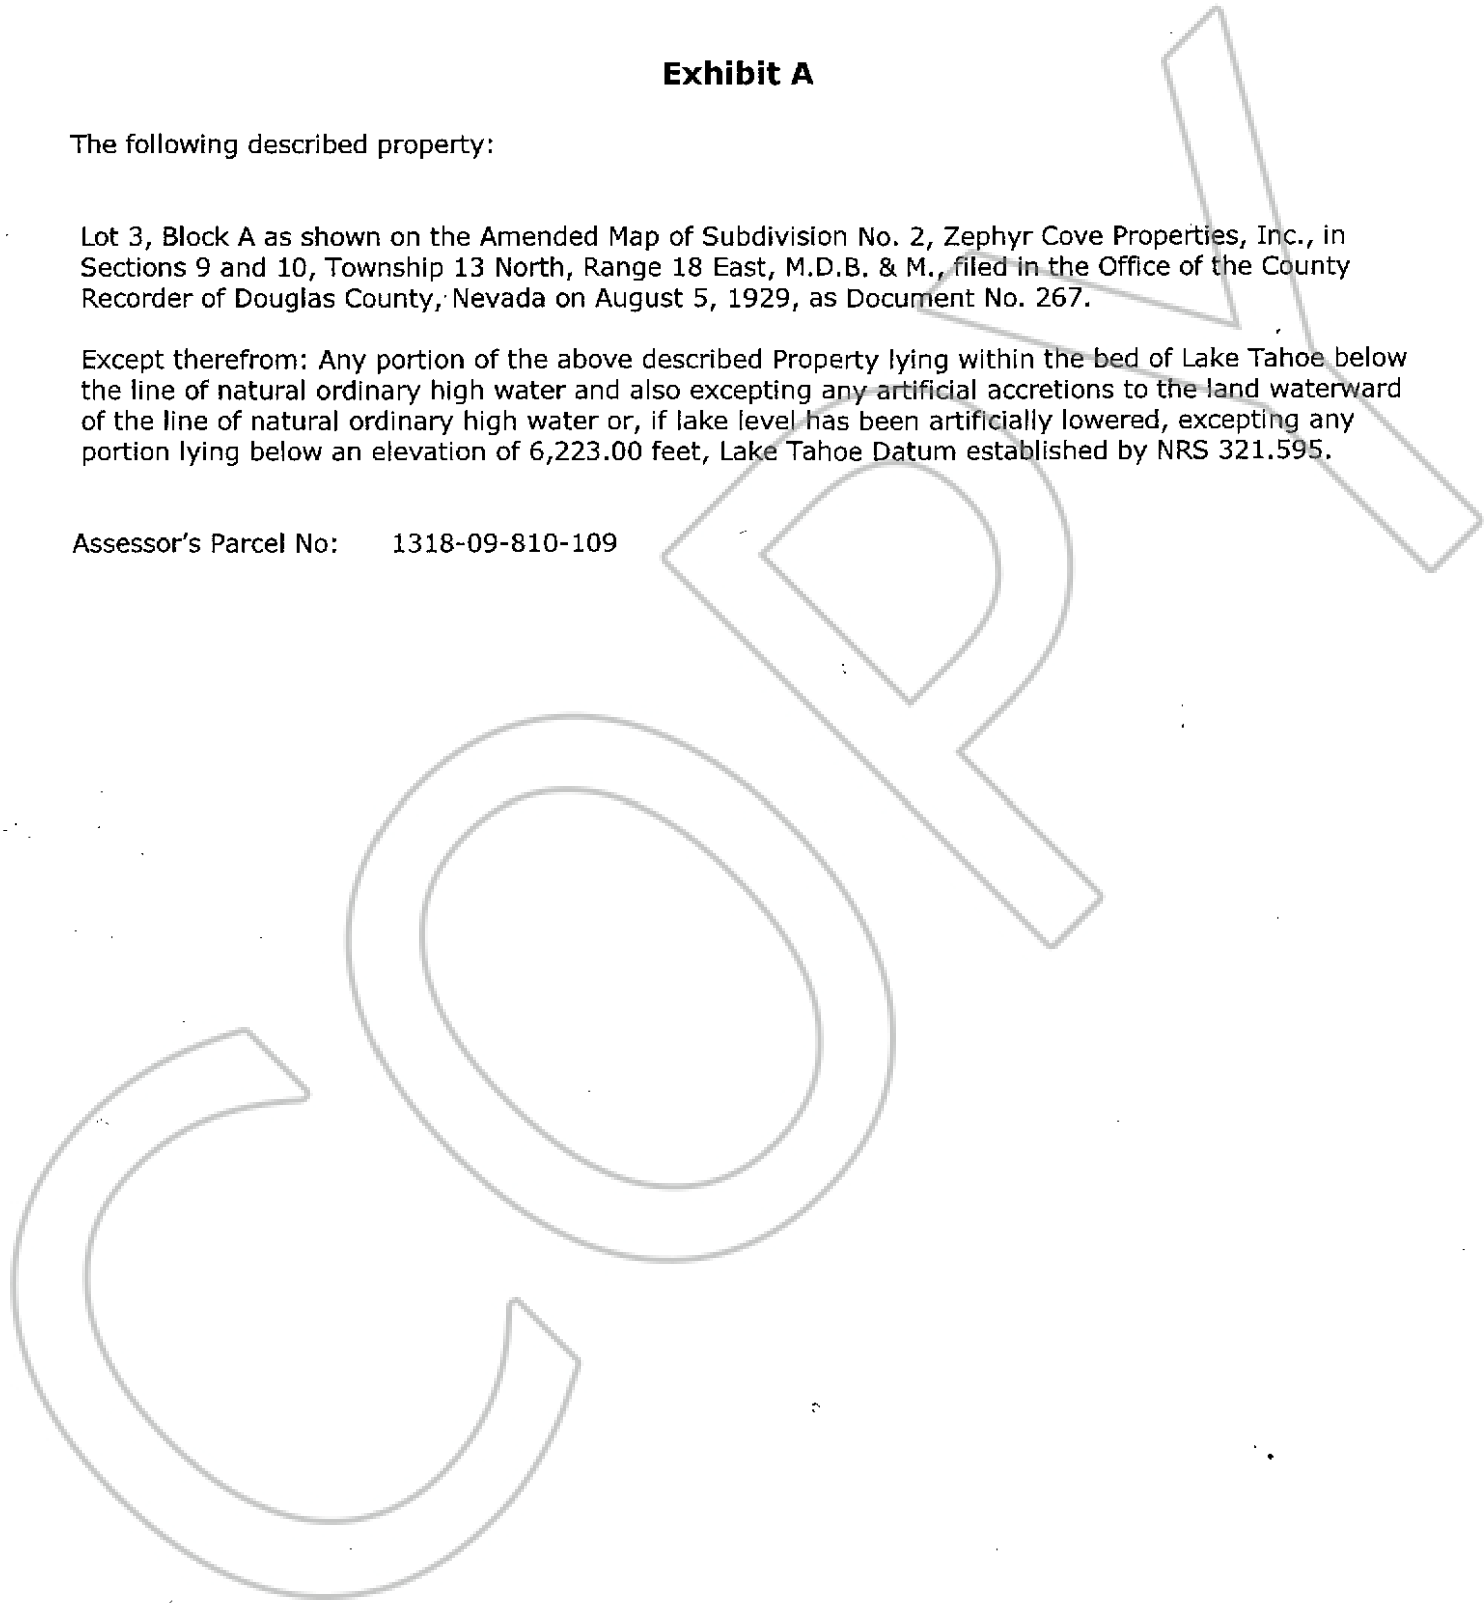 Exhibit A
The following described property:
Lot 3, Block A as shown on the Amended Map of Subdivision No. 2, Zephyr Cove Properties, Inc., in
Sections 9 and 10, Township 13 North, Range 18 East, M.D.B. & M., filed in the Office of the County
Recorder of Douglas County, Nevada on August 5, 1929, as Document No. 267.
Except therefrom: Any portion of the above described Property lying within the bed of Lake Tahoe below
the line of natural ordinary high water and also excepting any artificial accretions to the land waterward
of the line of natural ordinary high water or, if lake level has been artificially lowered, excepting any
portion lying below an elevation of 6,223.00 feet, Lake Tahoe Datum established by NRS 321.595.
Assessor's Parcel No: 1318-09-810-109
COPY